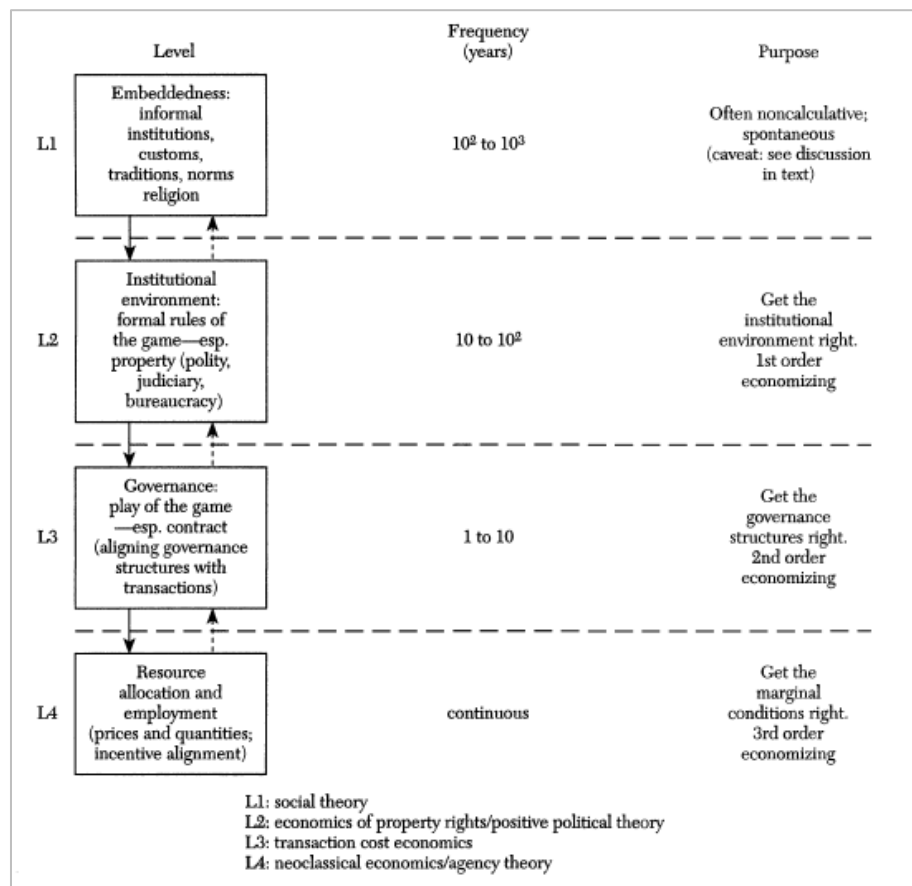 Level
Frequency
(years)
Purpose
L1
Embeddedness:
informal
institutions,
customs,
traditions, norms
religion
10² to 10³
Often noncalculative;
spontaneous
(caveat: see discussion
in text)
L2
Institutional
environment:
formal rules of
the game—esp.
property (polity,
judiciary,
bureaucracy)
10 to 10²
Get the
institutional
environment right.
1st order
economizing
L3
Governance:
play of the game
—esp. contract
(aligning governance
structures with
transactions)
1 to 10
Get the
governance
structures right.
2nd order
economizing
L4
Resource
allocation and
employment
(prices and quantities;
incentive alignment)
continuous
Get the
marginal
conditions right.
3rd order
economizing
L1: social theory
L2: economics of property rights/positive political theory
L3: transaction cost economics
L4: neoclassical economics/agency theory